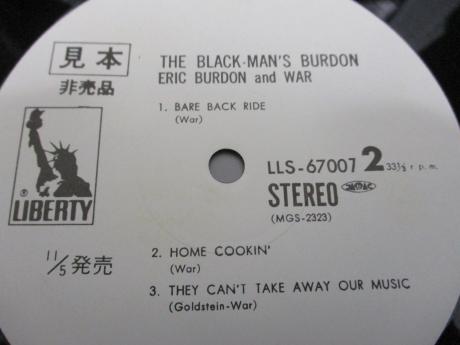 見本
非売品
THE BLACK-MAN'S BURDON
ERIC BURDON and WAR
1. BARE BACK RIDE
(War)
LLS-67007 2 33⅓ r.p.m.
STEREO
(MGS-2323)
® LIBERTY
11/5 発売
2. HOME COOKIN'
(War)
3. THEY CAN'T TAKE AWAY OUR MUSIC
(Goldstein-War)